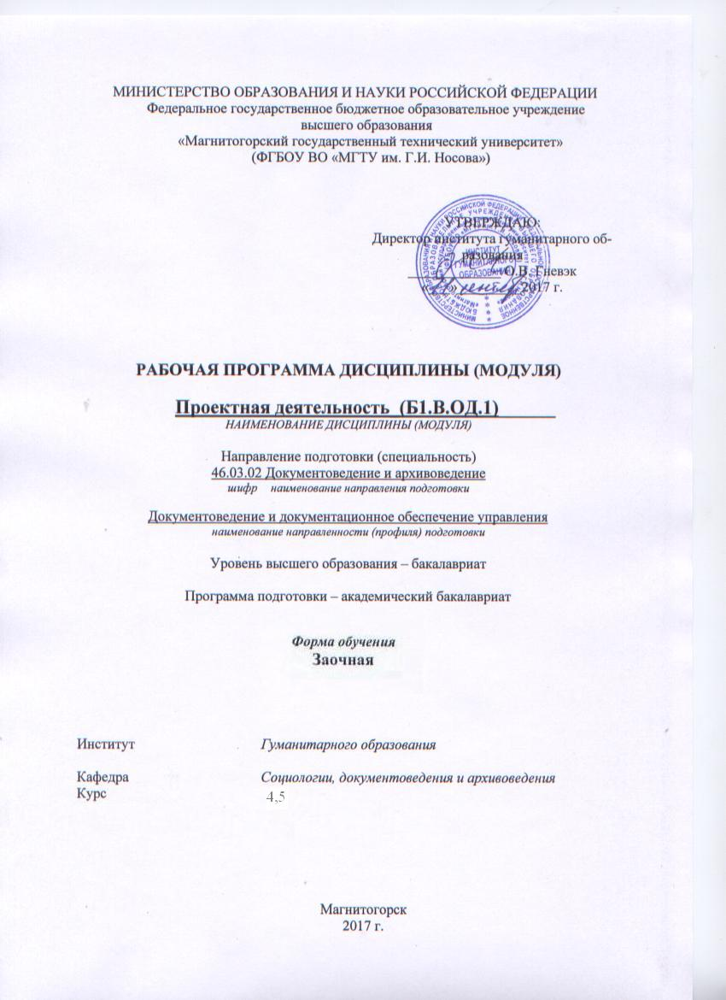 МИНИСТЕРСТВО ОБРАЗОВАНИЯ И НАУКИ РОССИЙСКОЙ ФЕДЕРАЦИИ
Федеральное государственное бюджетное образовательное учреждение
высшего образования
«Магнитогорский государственный технический университет»
(ФГБОУ ВО «МГТУ им. Г.И. Носова»)
УТВЕРЖДАЮ:
Директор института гуманитарного об-
разования
О.В. Гневэк
2017 г.
ИНСТИТУТ
ГУМАНИТАРНОГО
ОБРАЗОВАНИЯ
РАБОЧАЯ ПРОГРАММА ДИСЦИПЛИНЫ (МОДУЛЯ)
Проектная деятельность (Б1.В.ОД.1)
НАИМЕНОВАНИЕ ДИСЦИПЛИНЫ (МОДУЛЯ)
Направление подготовки (специальность)
46.03.02 Документоведение и архивоведение
шифр наименование направления подготовки
Документоведение и документационное обеспечение управления
наименование направленности (профиля) подготовки
Уровень высшего образования – бакалавриат
Программа подготовки – академический бакалавриат
Форма обучения
Заочная
Институт Гуманитарного образования
Кафедра Социологии, документоведения и архивоведения
Курс 4,5
Магнитогорск
2017 г.